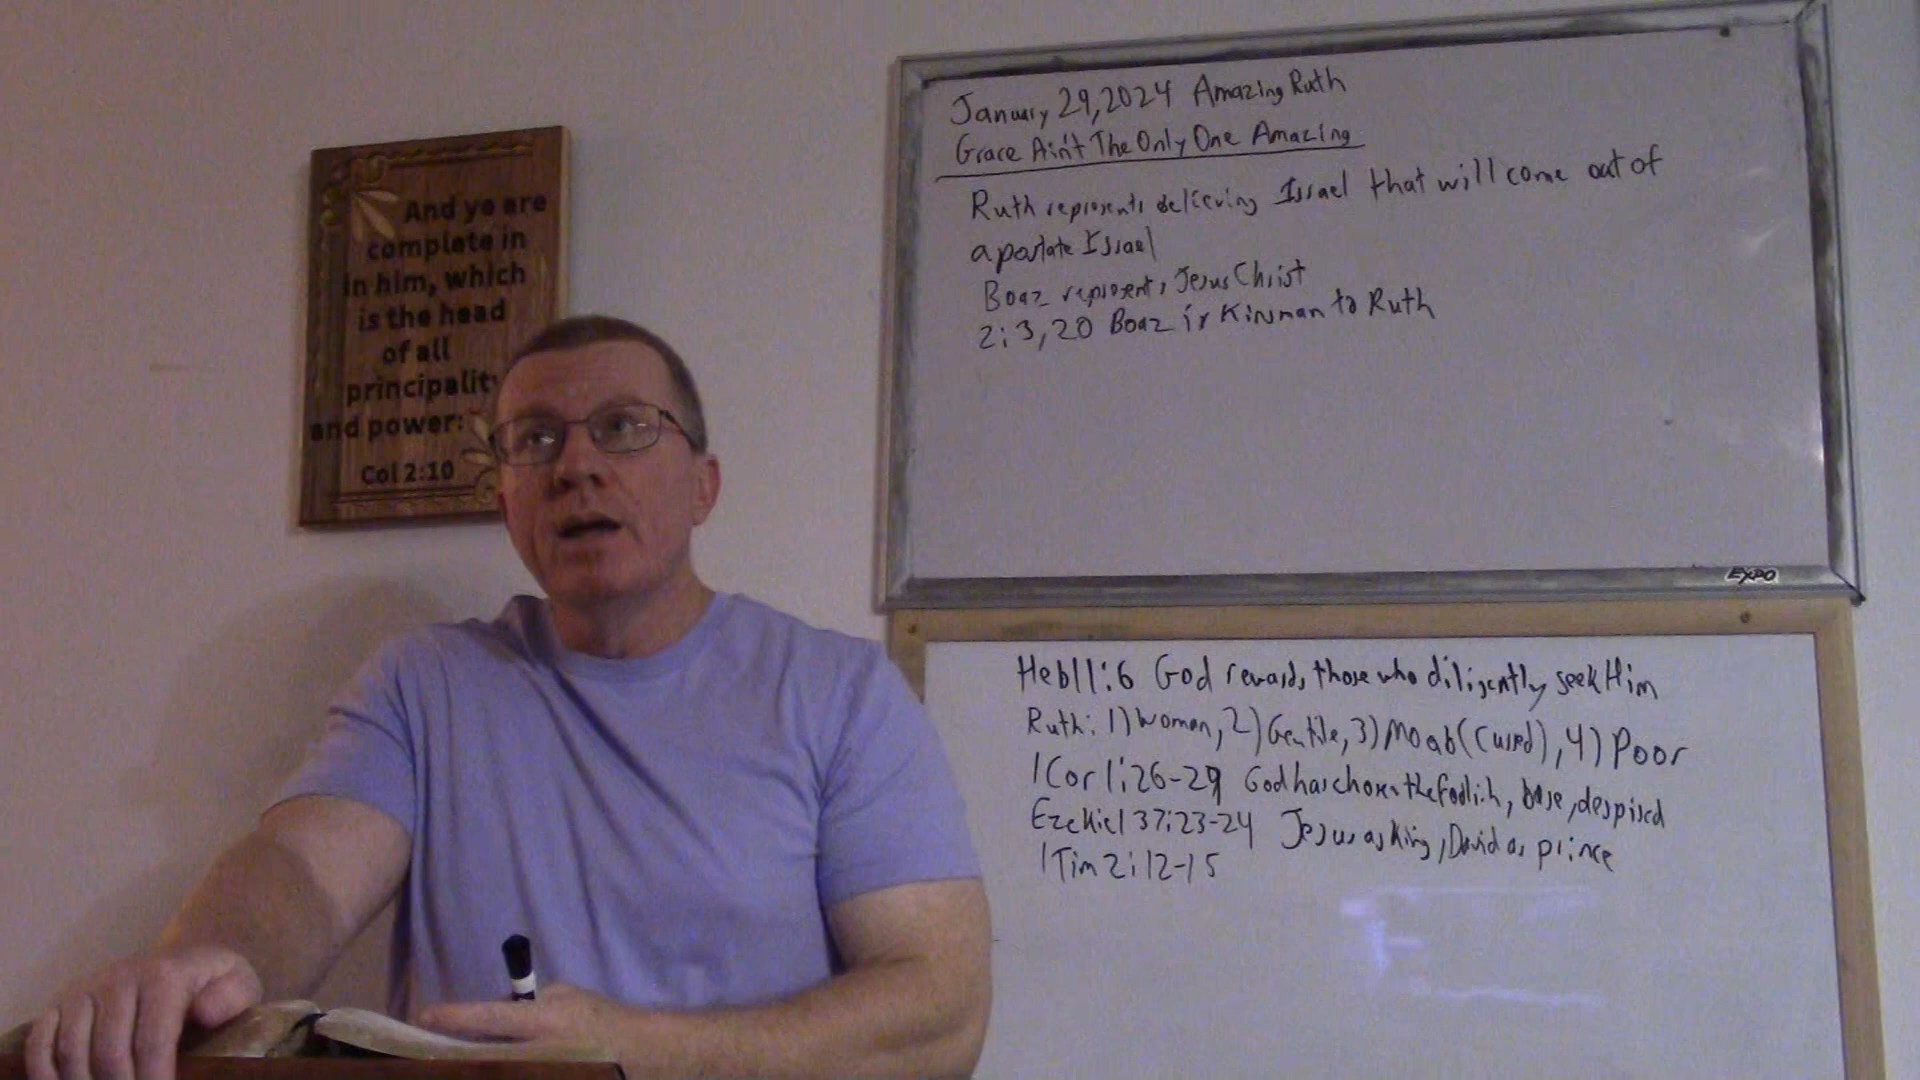 And ye are
complete in
in him, which
is the head
of all
principality
and power:
Col 2:10
January 29, 2024 Amazing Ruth
Grace Ain't The Only One Amazing
Ruth represents believing Israel that will come out of
apostate Israel
Boaz represents Jesus Christ
2:3,20 Boaz is Kinsman to Ruth
EXPO
Heb 11:6 God rewards those who diligently seek Him
Ruth: 1) Woman, 2) Gentile, 3) Moab (Cursed), 4) Poor
1 Cor 1:26-29 God has chosen the foolish, base, despised
Ezekiel 37:23-24 Jesus as King, David as prince
1 Tim 2:12-15